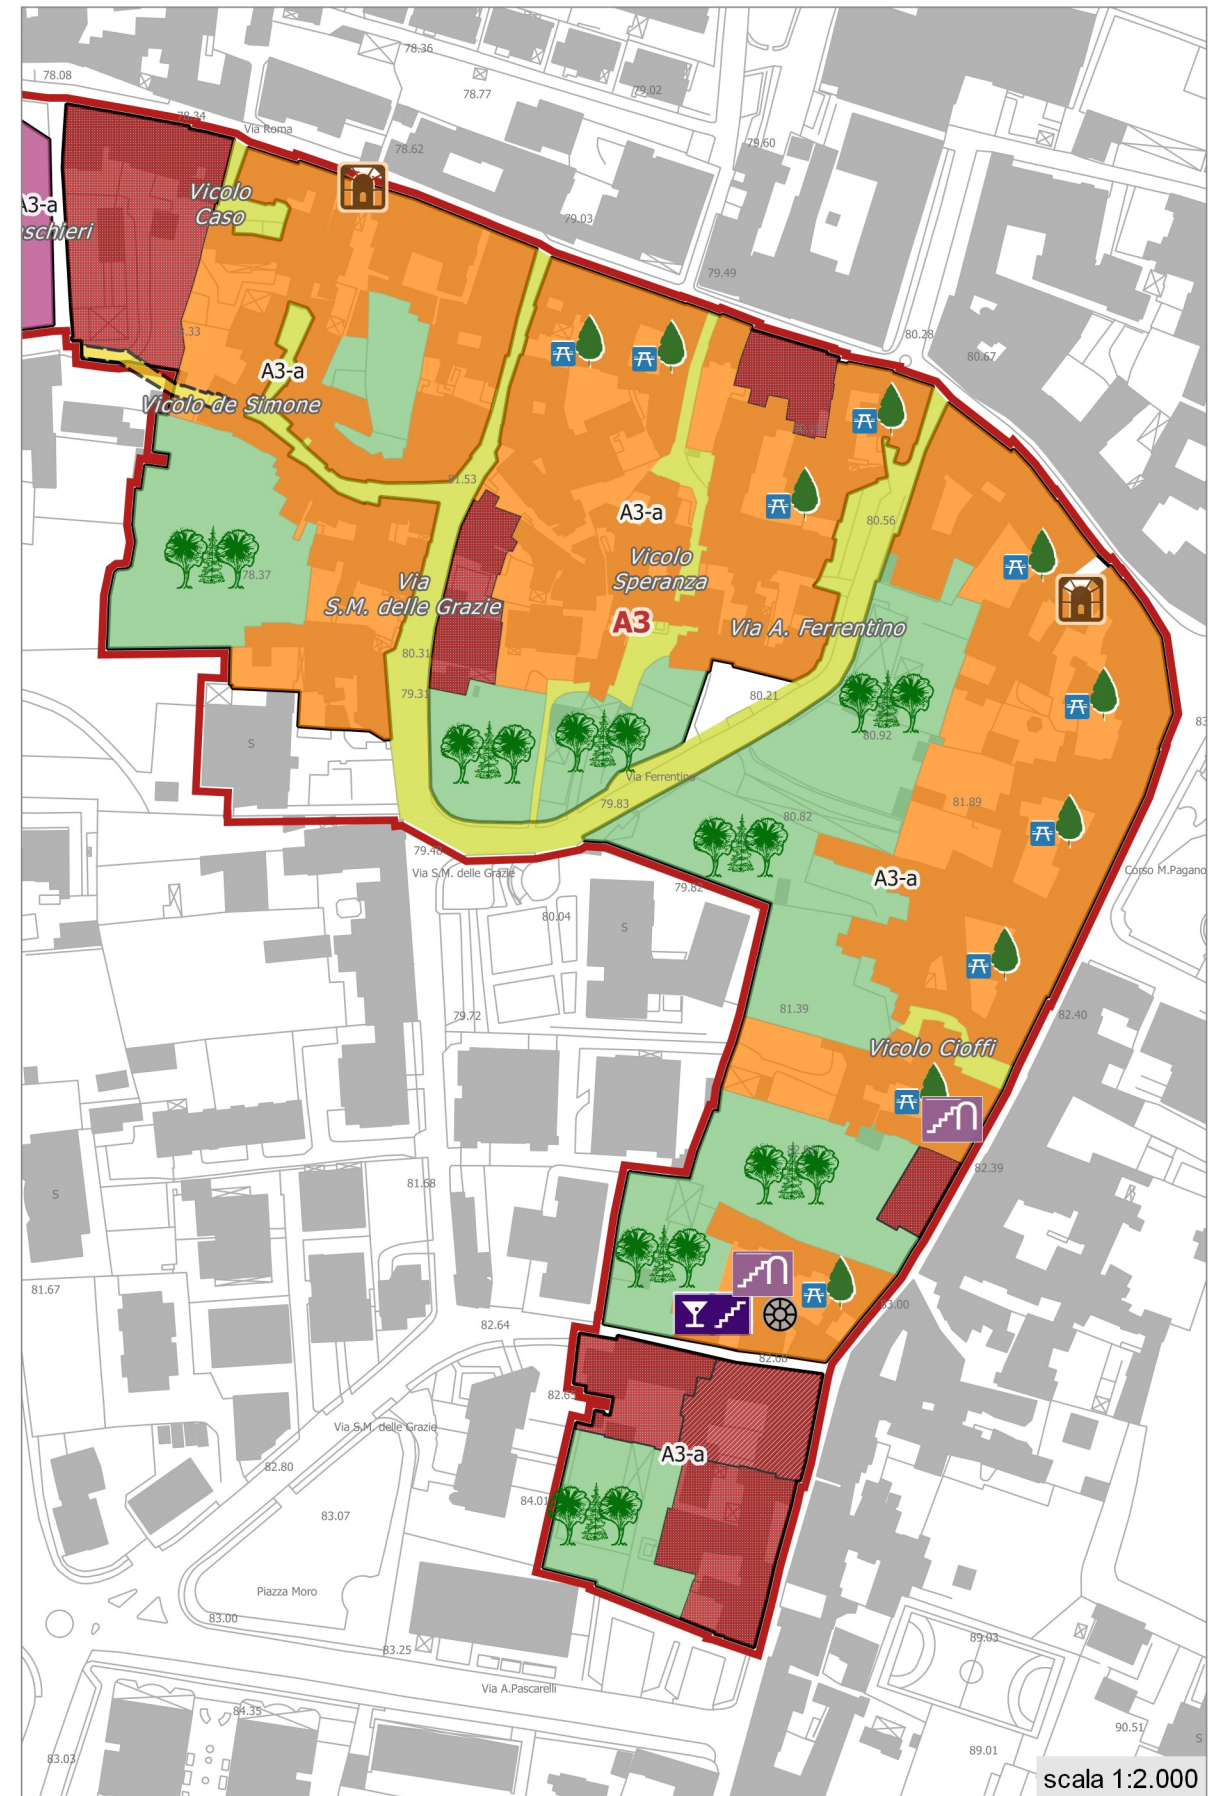 78.36
78.08
78.77
79.02
78.34
Via Roma
79.60
78.62
Vicolo
Caso
A3-a
schieri
79.03
79.49
80.28
80.67
A3-a
Vicolo de Simone
81.53
A3-a
80.56
Vicolo
Speranza
78.37
Via
S.M. delle Grazie
A3
Via A. Ferrentino
80.31
79.31
80.21
80.92
S
Via Ferrentino
79.83
81.89
80.82
79.48
Via S.M. delle Grazie
A3-a
79.82
Corso M.Pagano
80.04
S
81.39
79.72
82.40
Vicolo Cioffi
82.39
81.68
S
81.67
83.00
82.64
82.68
82.65
Via S.M. delle Grazie
A3-a
82.80
84.01
83.07
Piazza Moro
83.00
83.25
89.03
Via A.Pascarelli
84.35
90.51
S
83.03
89.01
scala 1:2.000